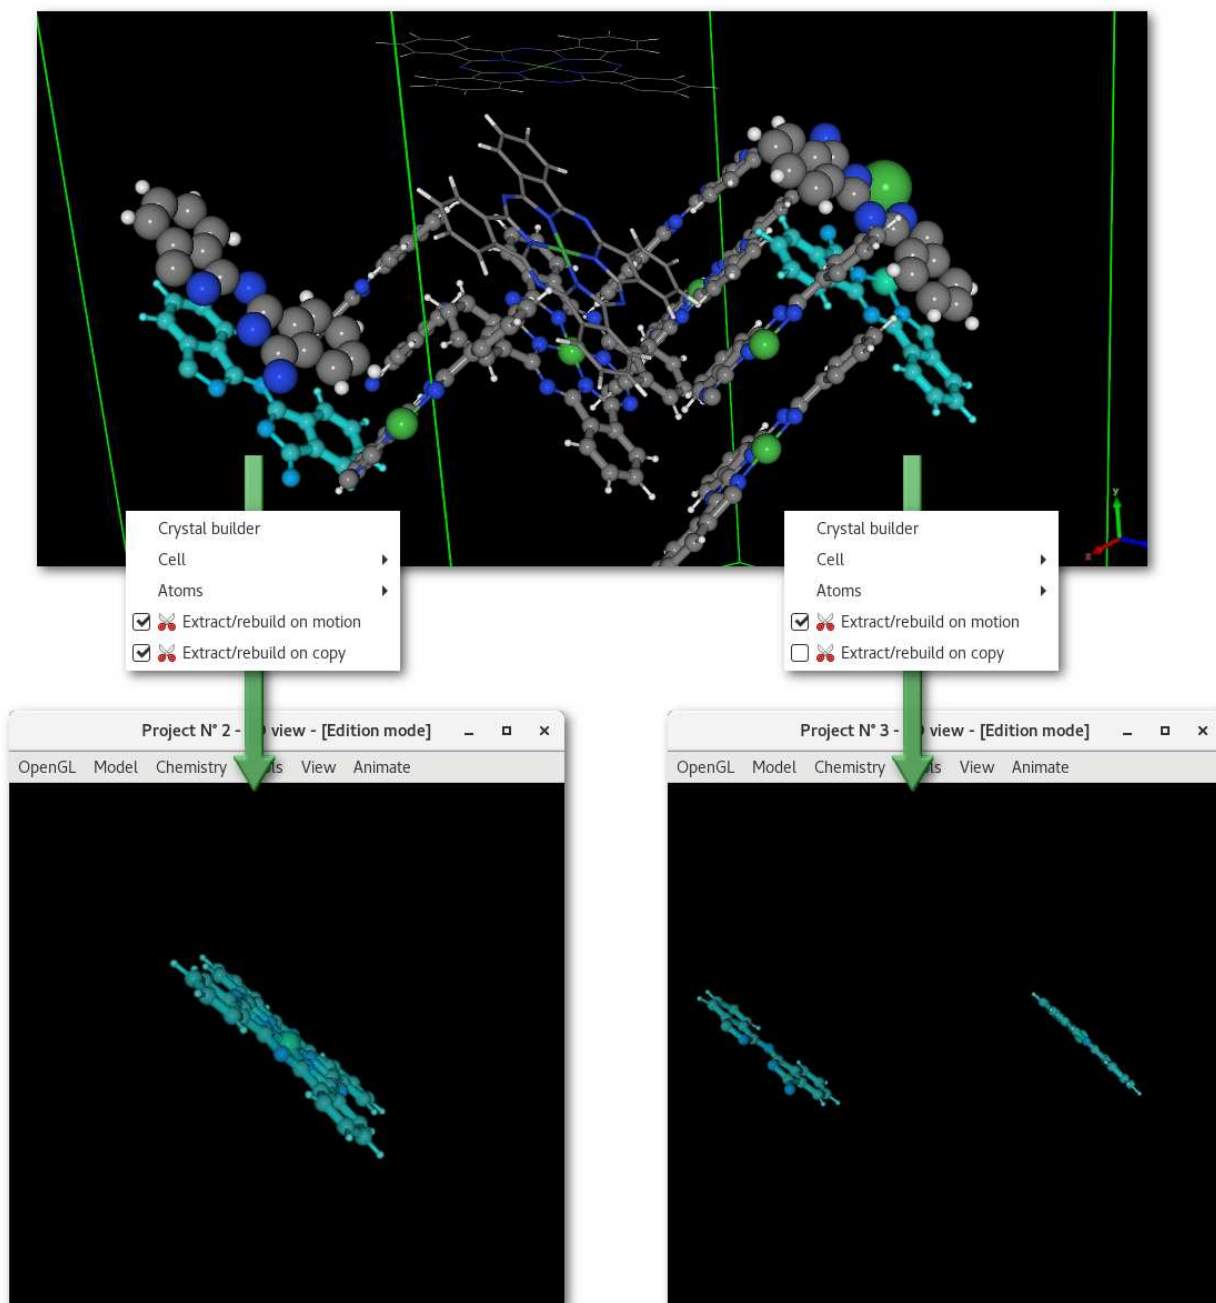 y
x
Crystal builder
Cell
Atoms
Extract/rebuild on motion
Extract/rebuild on copy
Crystal builder
Cell
Atoms
Extract/rebuild on motion
Extract/rebuild on copy
Project N° 2 - view - [Edition mode]
OpenGL Model Chemistry View Animate
Project N° 3 - view - [Edition mode]
OpenGL Model Chemistry View Animate